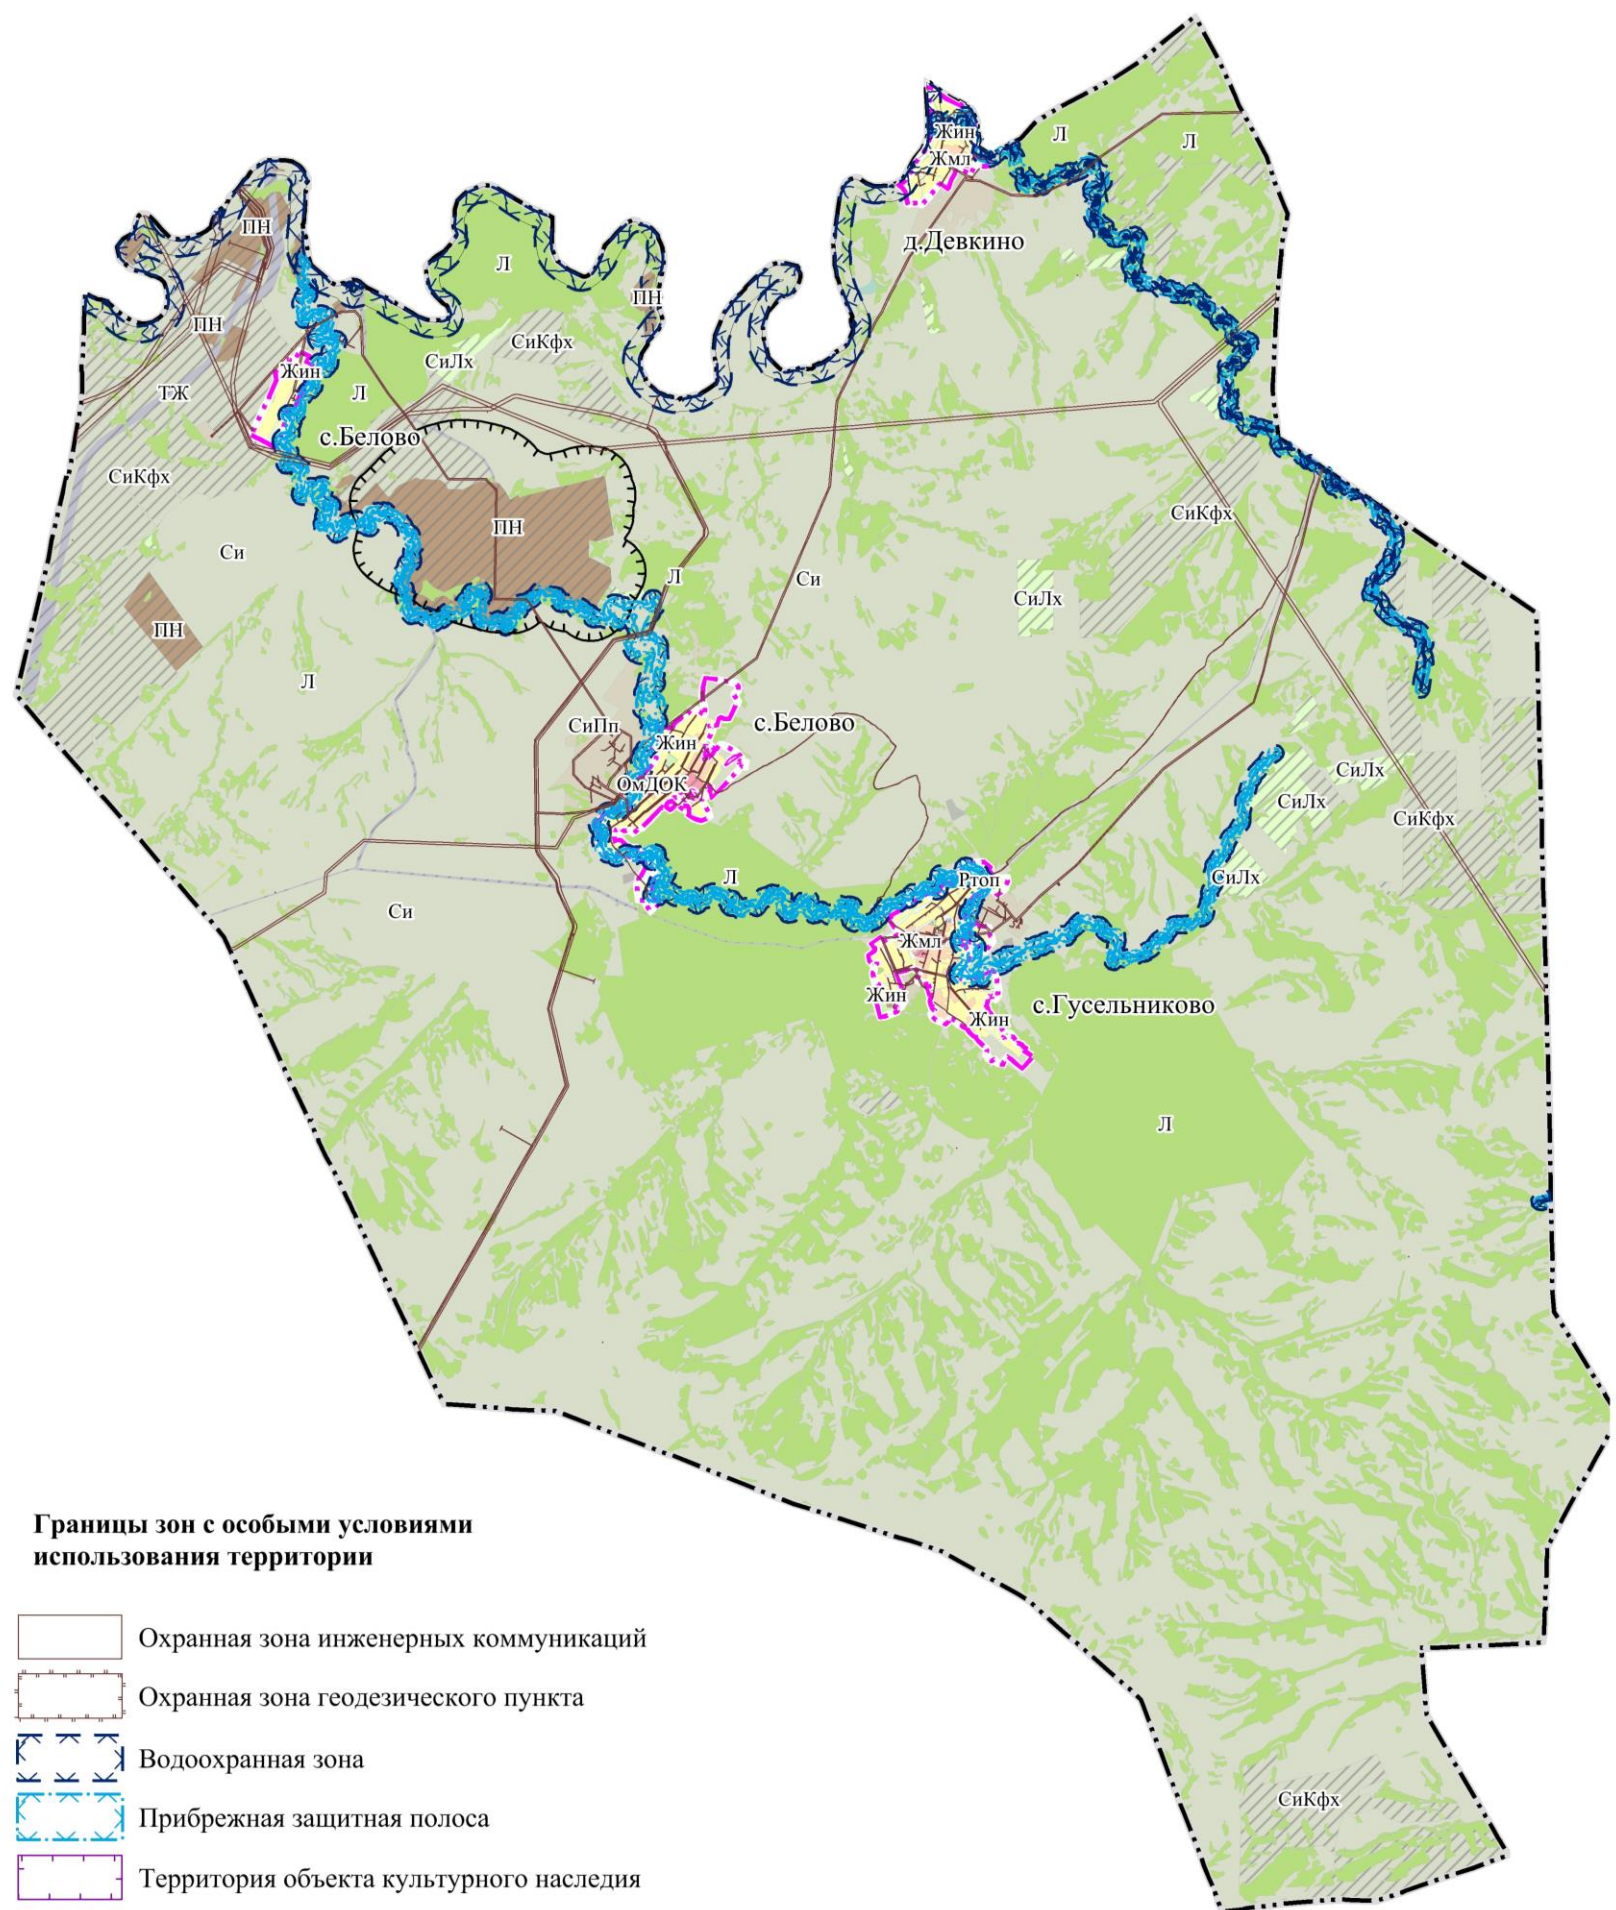 Жин
Л
Жмл
Л
ПН
д.Девкино
Л
ПН
ПН
СиКфх
СиЛх
Жин
ТЖ
Л
с.Белово
СиКфх
СиКфх
ПН
Си
Л
Си
СиЛх
ПН
Л
с.Белово
СиПп
Жин
СиЛх
ОмДОК
СиЛх
СиКфх
Л
Ртоп
СиЛх
Си
Жмл
Жин
с.Гусельниково
Жин
Л
Границы зон с особыми условиями
использования территории
Охранная зона инженерных коммуникаций
Охранная зона геодезического пункта
Водоохранная зона
СиКфх
Прибрежная защитная полоса
Территория объекта культурного наследия